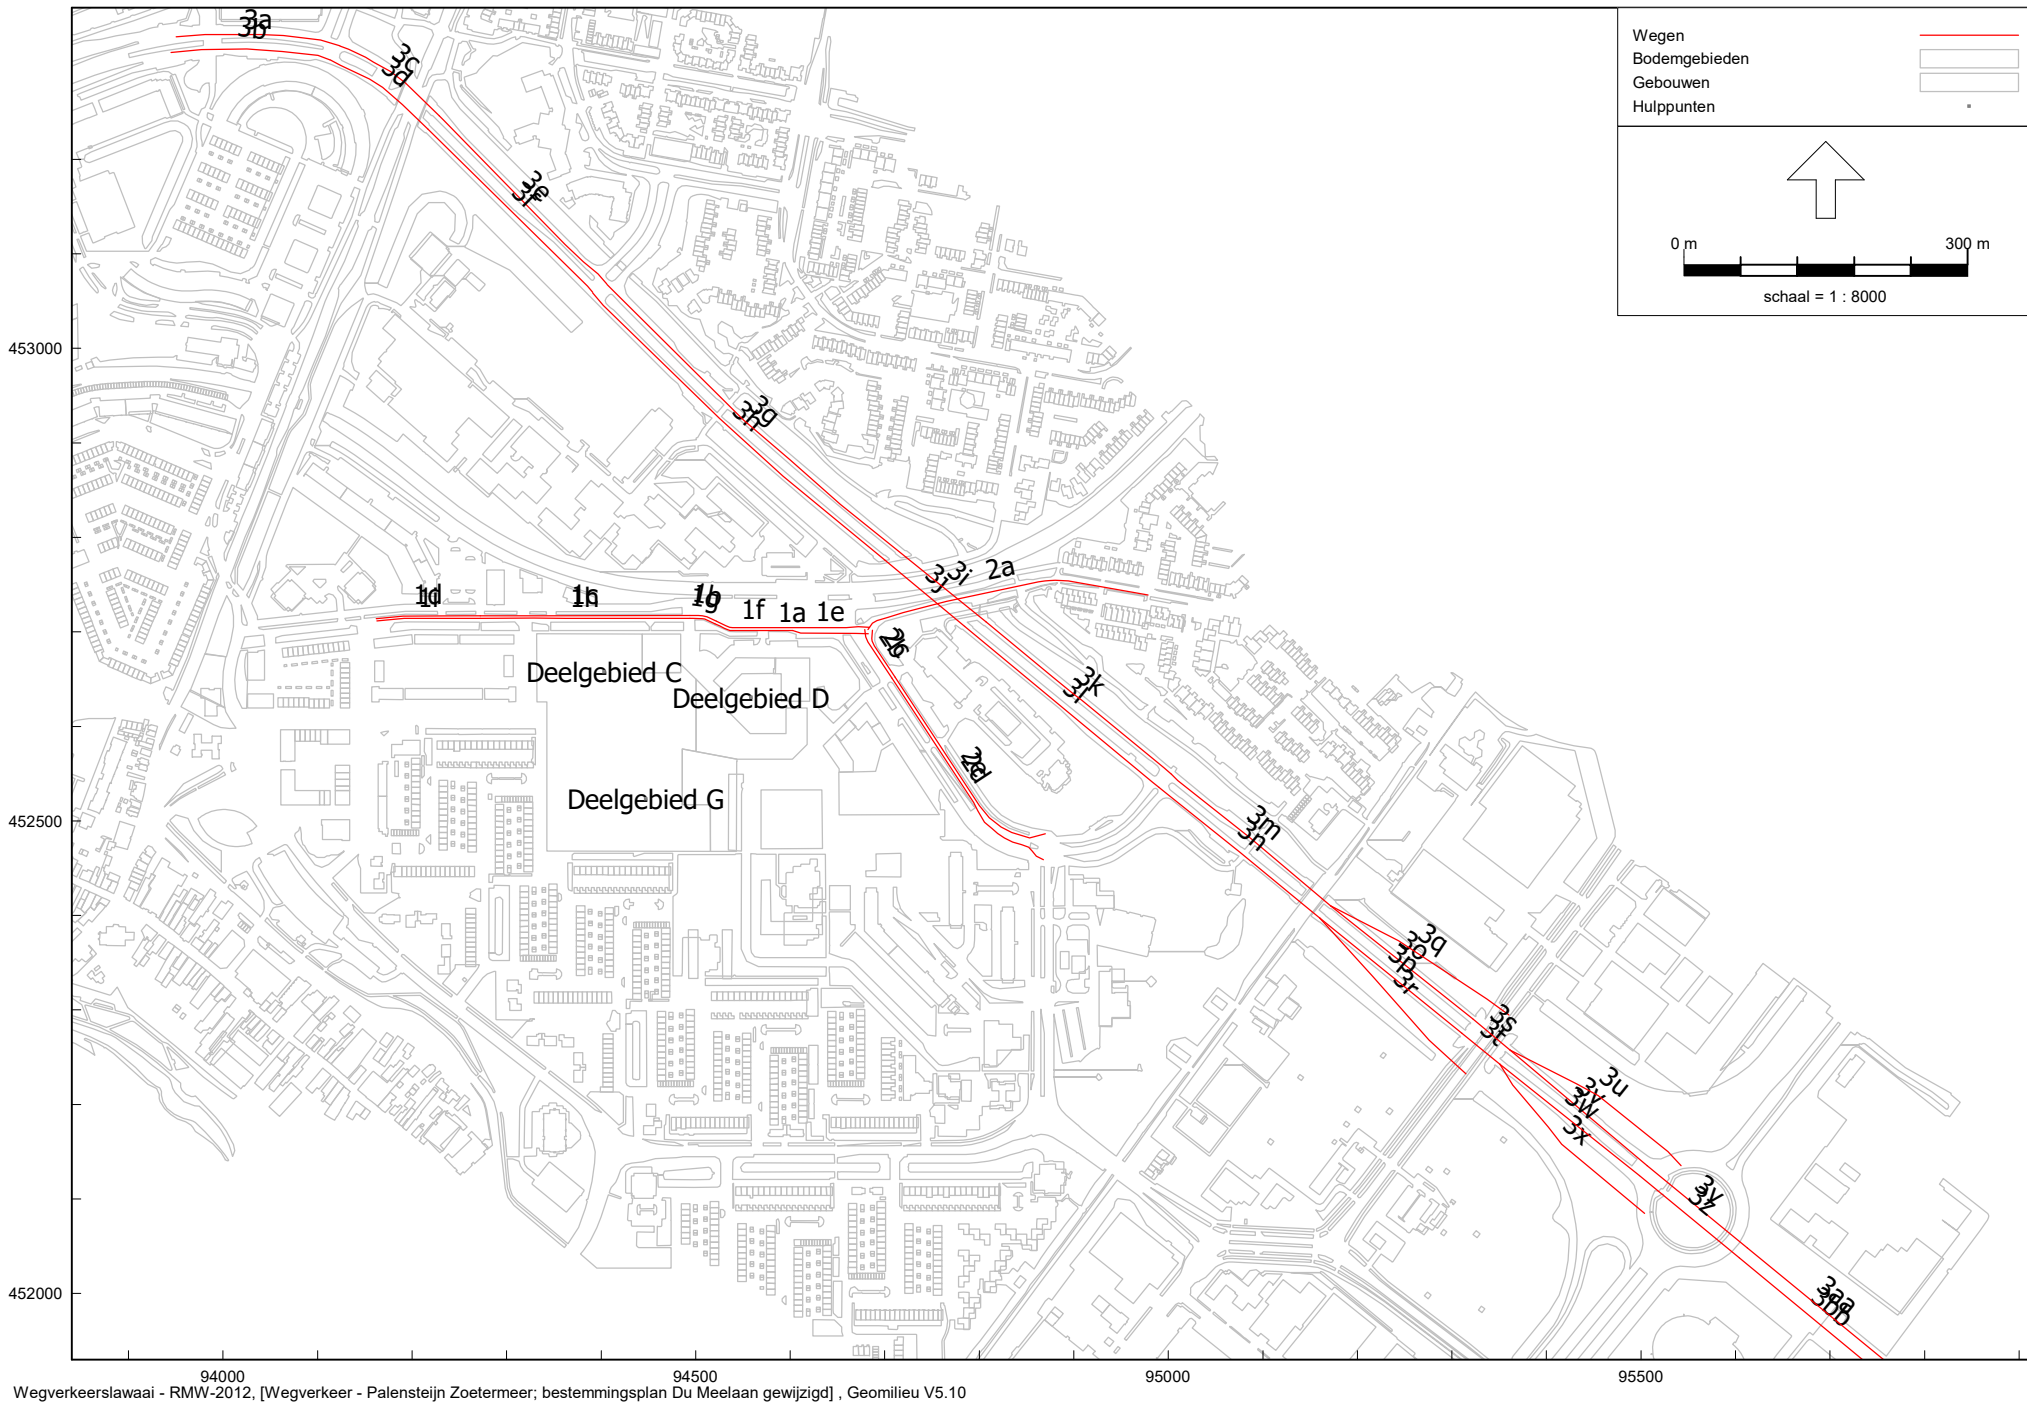 Wegen
Bodemgebieden
Gebouwen
Hulppunten
0 m 300 m
schaal = 1 : 8000
3a
3b
3c
3d
3e
3f
3g
3h
3i
3j
2a
1d
1i
1c
1h
1b
1g
1f
1a
1e
2b
3k
3l
Deelgebied C
Deelgebied D
Deelgebied G
2d
3m
3n
3q
3o
3p
3r
3s
3t
3u
3v
3w
3x
3y
3z
3aa
3bb
453000
452500
452000
94000 94500 95000 95500
Wegverkeerslawaai - RMW-2012, [Wegverkeer - Palensteijn Zoetermeer; bestemmingsplan Du Meelaan gewijzigd] , Geomilieu V5.10